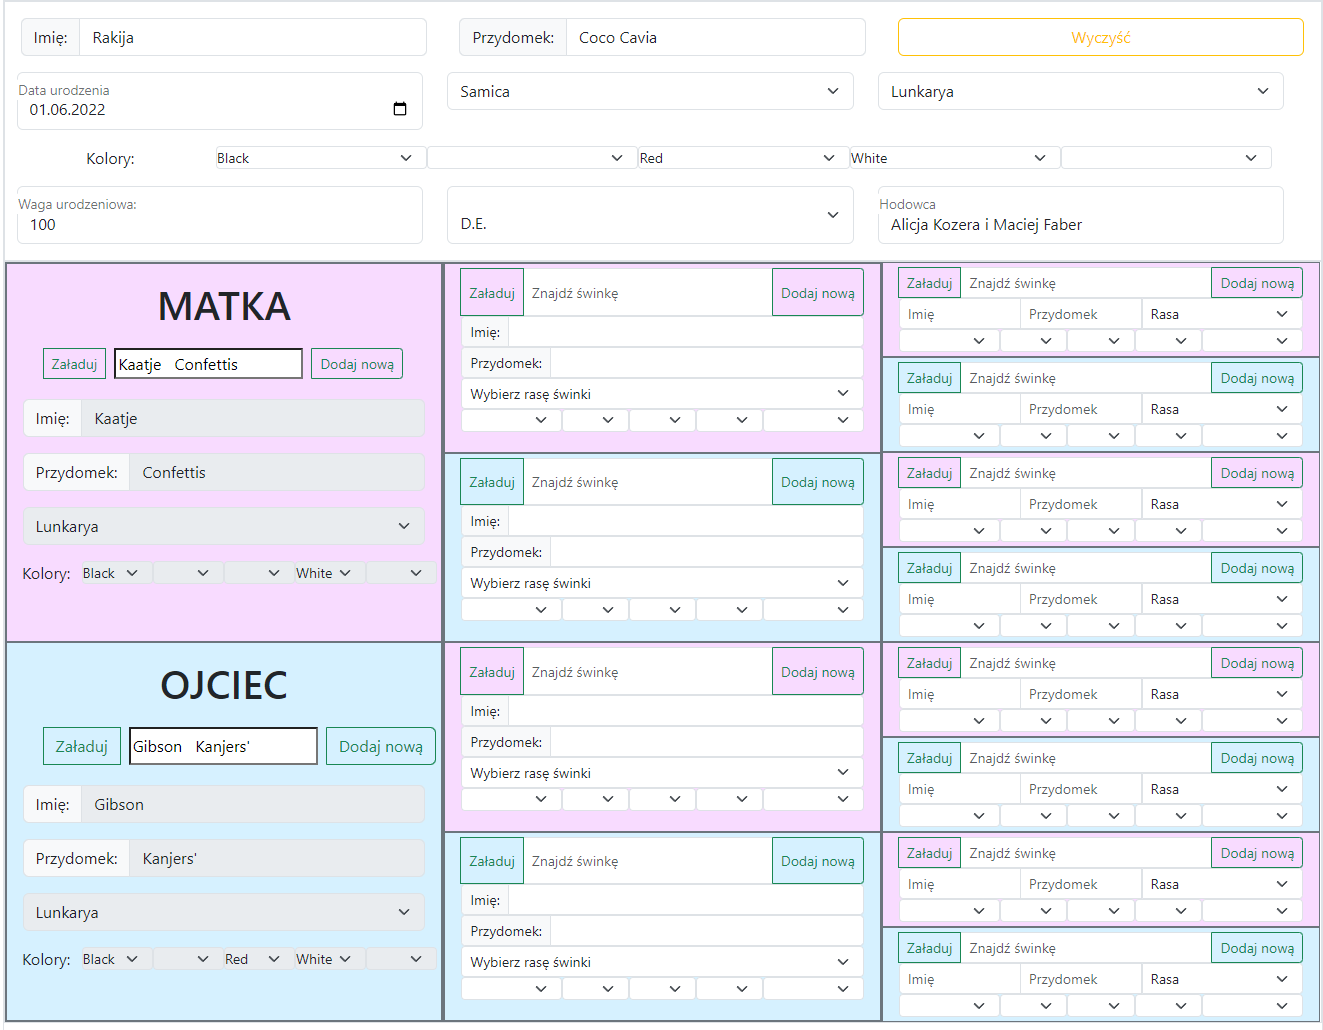 Imię: Rakija Przydomek: Coco Cavia Wyczyść
Data urodzenia
01.06.2022 Samica Lunkarya
Kolory: Black Red White
Waga urodzeniowa: Hodowca
100 D.E. Alicja Kozera i Maciej Faber
MATKA
Załaduj Kaatje Confettis Dodaj nową
Imię: Kaatje
Przydomek: Confettis
Lunkarya
Kolory: Black White
OJCIEC
Załaduj Gibson Kanjers' Dodaj nową
Imię: Gibson
Przydomek: Kanjers'
Lunkarya
Kolory: Black Red White
Załaduj Znajdź świnkę Dodaj nową
Imię:
Przydomek:
Wybierz rasę świnki
Załaduj Znajdź świnkę Dodaj nową
Imię:
Przydomek:
Wybierz rasę świnki
Załaduj Znajdź świnkę Dodaj nową
Imię:
Przydomek:
Wybierz rasę świnki
Załaduj Znajdź świnkę Dodaj nową
Imię:
Przydomek:
Wybierz rasę świnki
Załaduj Znajdź świnkę Dodaj nową
Imię Przydomek Rasa
Załaduj Znajdź świnkę Dodaj nową
Imię Przydomek Rasa
Załaduj Znajdź świnkę Dodaj nową
Imię Przydomek Rasa
Załaduj Znajdź świnkę Dodaj nową
Imię Przydomek Rasa
Załaduj Znajdź świnkę Dodaj nową
Imię Przydomek Rasa
Załaduj Znajdź świnkę Dodaj nową
Imię Przydomek Rasa
Załaduj Znajdź świnkę Dodaj nową
Imię Przydomek Rasa
Załaduj Znajdź świnkę Dodaj nową
Imię Przydomek Rasa